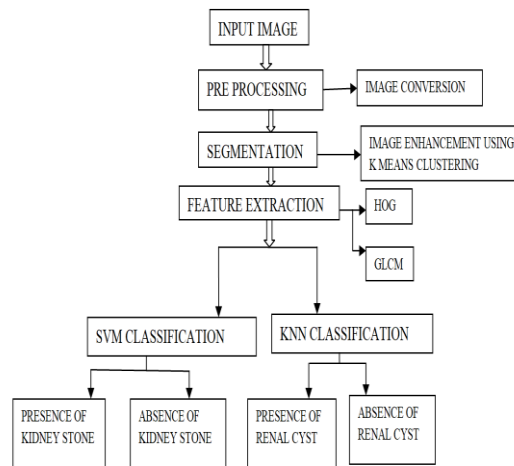 INPUT IMAGE
PRE PROCESSING
IMAGE CONVERSION
SEGMENTATION
IMAGE ENHANCEMENT USING
K MEANS CLUSTERING
FEATURE EXTRACTION
HOG
GLCM
SVM CLASSIFICATION
KNN CLASSIFICATION
PRESENCE OF
KIDNEY STONE
ABSENCE OF
KIDNEY STONE
PRESENCE OF
RENAL CYST
ABSENCE OF
RENAL CYST